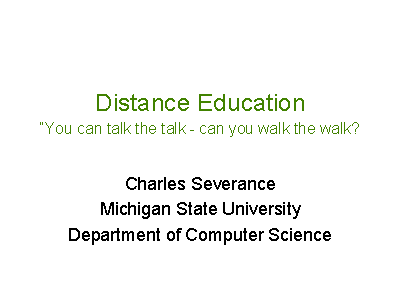 Distance Education
"You can talk the talk - can you walk the walk?
Charles Severance
Michigan State University
Department of Computer Science